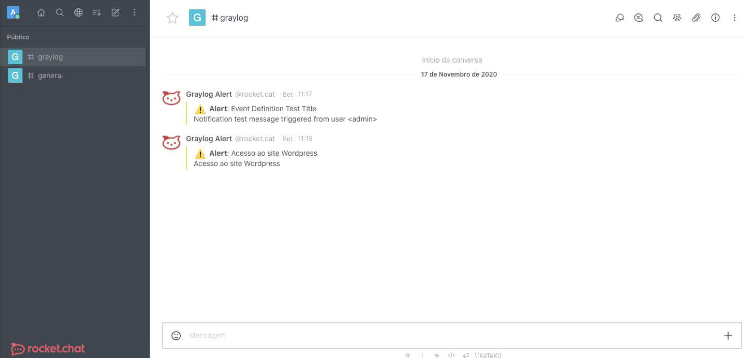 A
G # graylog
Público
G # graylog
G # general
Início da conversa
17 de Novembro de 2020
Graylog Alert @rocket.cat Bot 11:17
Alert: Event Definition Test Title
Notification test message triggered from user <admin>
Graylog Alert @rocket.cat Bot 11:19
Alert: Acesso ao site Wordpress
Acesso ao site Wordpress
Mensagem
rocket.chat
B I S </> \[KaTeX\]